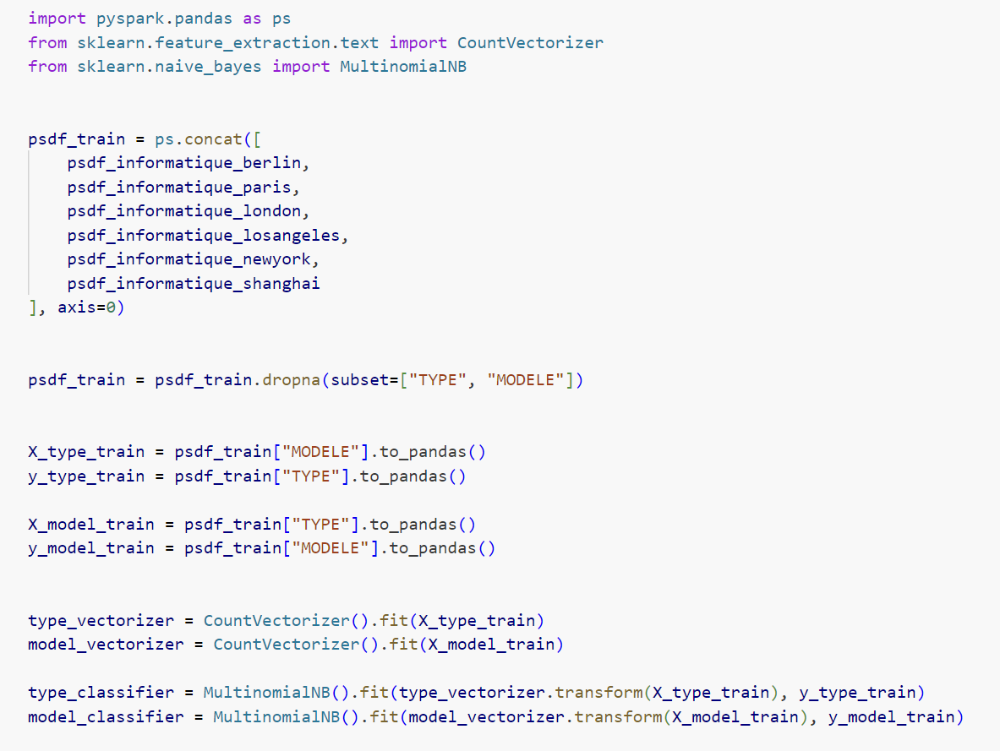 import pyspark.pandas as ps
from sklearn.feature_extraction.text import CountVectorizer
from sklearn.naive_bayes import MultinomialNB
psdf_train = ps.concat([
    psdf_informatique_berlin,
    psdf_informatique_paris,
    psdf_informatique_london,
    psdf_informatique_losangeles,
    psdf_informatique_newyork,
    psdf_informatique_shanghai
], axis=0)
psdf_train = psdf_train.dropna(subset=["TYPE", "MODELE"])
X_type_train = psdf_train["MODELE"].to_pandas()
y_type_train = psdf_train["TYPE"].to_pandas()
X_model_train = psdf_train["TYPE"].to_pandas()
y_model_train = psdf_train["MODELE"].to_pandas()
type_vectorizer = CountVectorizer().fit(X_type_train)
model_vectorizer = CountVectorizer().fit(X_model_train)
type_classifier = MultinomialNB().fit(type_vectorizer.transform(X_type_train), y_type_train)
model_classifier = MultinomialNB().fit(model_vectorizer.transform(X_model_train), y_model_train)